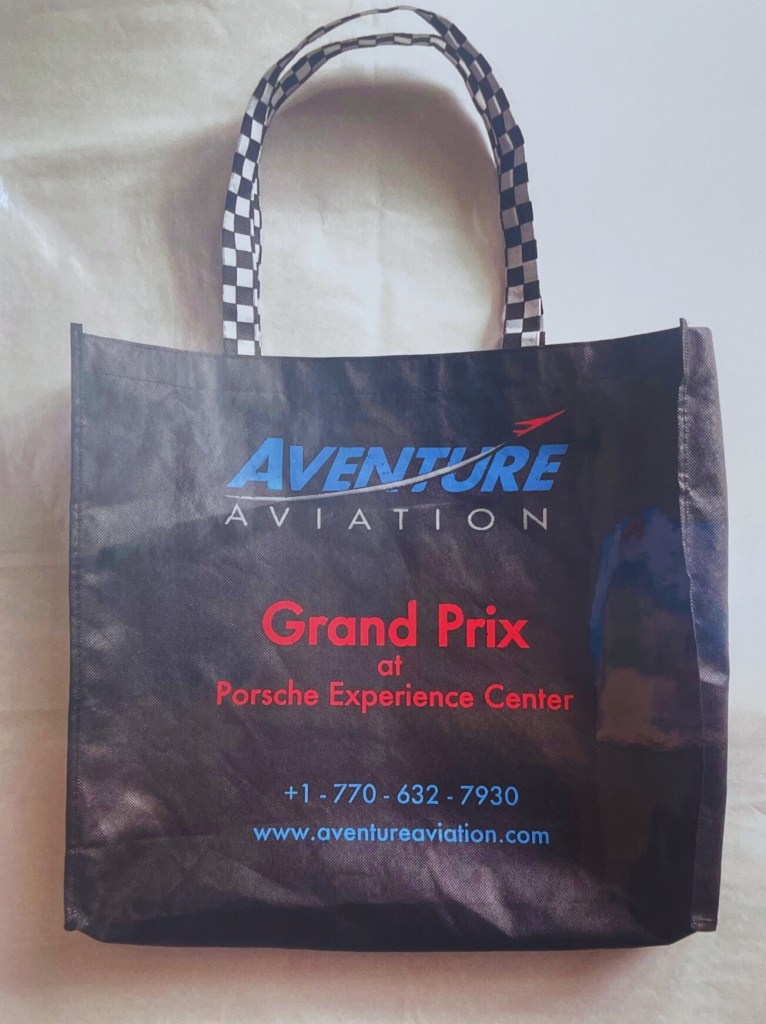 AVENTURE
AVIATION
Grand Prix
at
Porsche Experience Center
+1 - 770 - 632 - 7930
www.aventureaviation.com